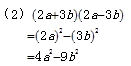 (2) (2a+3b)(2a-3b)
=(2a)²-(3b)²
=4a²-9b²